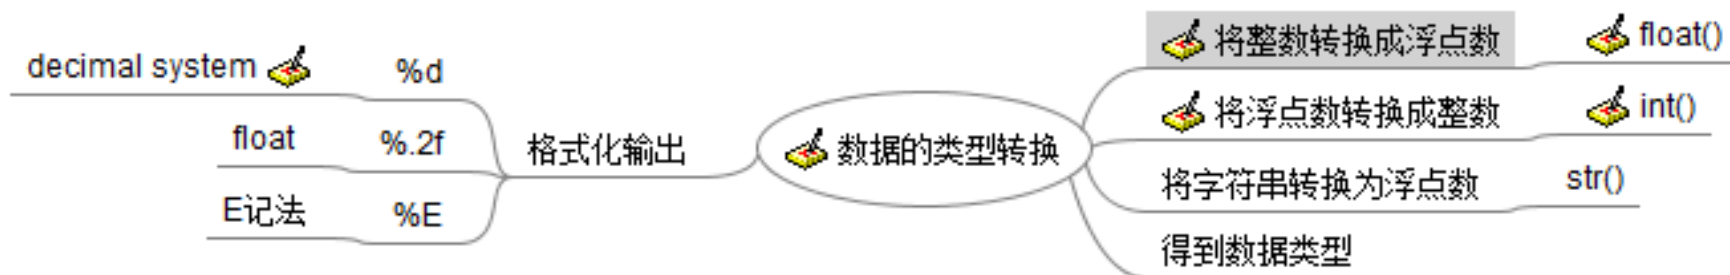 decimal system
%d
float
%.2f
E记法
%E
格式化输出
数据的类型转换
将整数转换成浮点数
float()
将浮点数转换成整数
int()
将字符串转换为浮点数
str()
得到数据类型